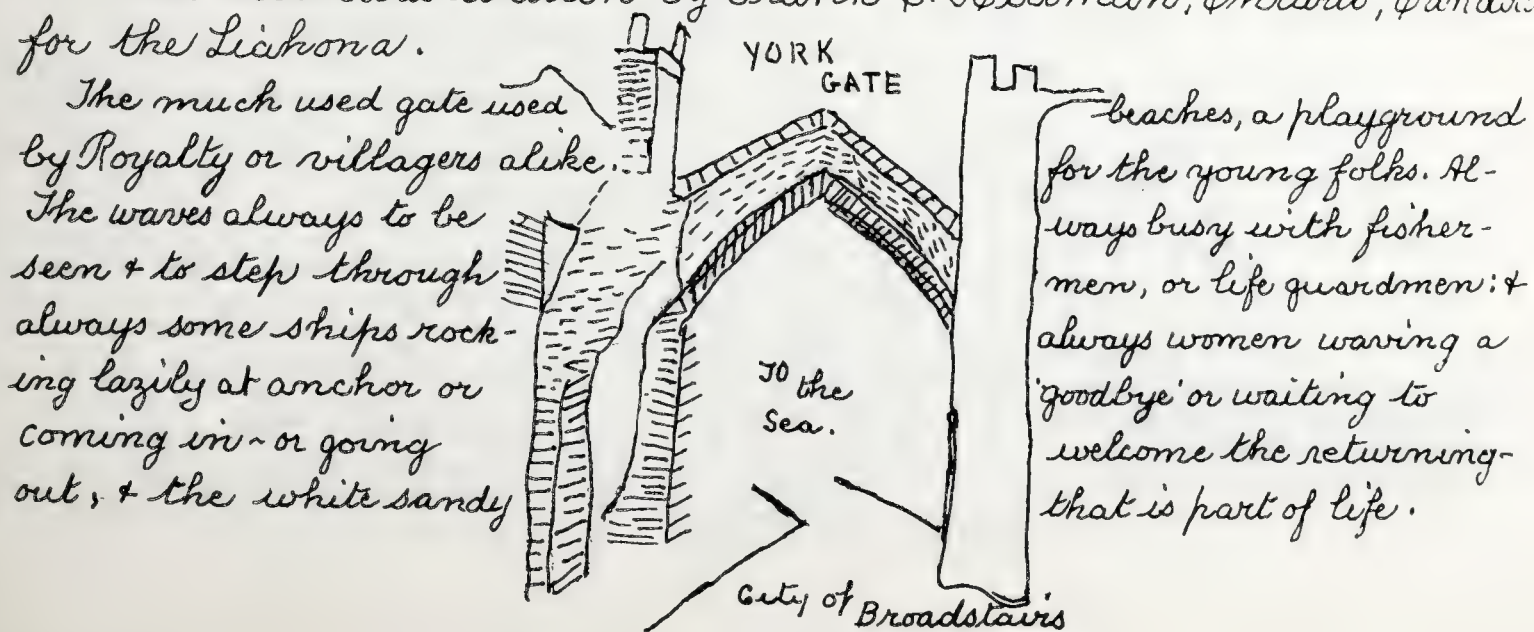 by Frank
for the Liahona.
The much used gate used
by Royalty or villagers alike.
The waves always to be
seen & to step through
always some ships rock-
ing lazily at anchor or
coming in ~ or going
out, & the white sandy
YORK
GATE
TO the
Sea.
City of Broadstairs
beaches, a playground
for the young folks. Al-
ways busy with fisher-
men, or life guardmen: &
always women waving a
'goodbye' or waiting to
welcome the returning-
that is part of life.